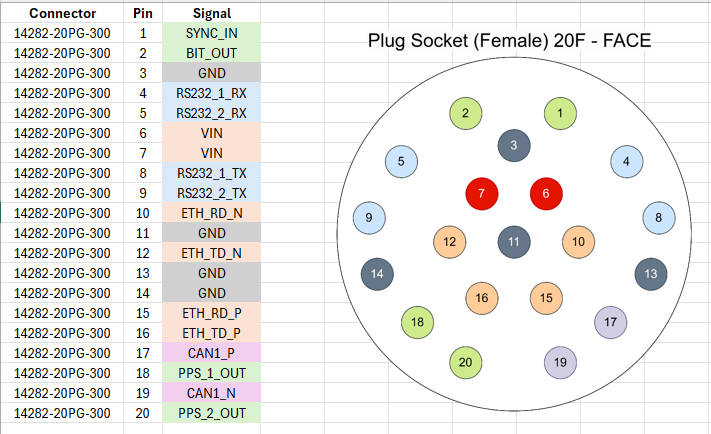 Connector Pin Signal
14282-20PG-300 1 SYNC_IN
14282-20PG-300 2 BIT_OUT
14282-20PG-300 3 GND
14282-20PG-300 4 RS232_1_RX
14282-20PG-300 5 RS232_2_RX
14282-20PG-300 6 VIN
14282-20PG-300 7 VIN
14282-20PG-300 8 RS232_1_TX
14282-20PG-300 9 RS232_2_TX
14282-20PG-300 10 ETH_RD_N
14282-20PG-300 11 GND
14282-20PG-300 12 ETH_TD_N
14282-20PG-300 13 GND
14282-20PG-300 14 GND
14282-20PG-300 15 ETH_RD_P
14282-20PG-300 16 ETH_TD_P
14282-20PG-300 17 CAN1_P
14282-20PG-300 18 PPS_1_OUT
14282-20PG-300 19 CAN1_N
14282-20PG-300 20 PPS_2_OUT
Plug Socket (Female) 20F - FACE
2 1
3
5 4
7 6
9 8
12 11 10
14 13
16 15
18 17
20 19